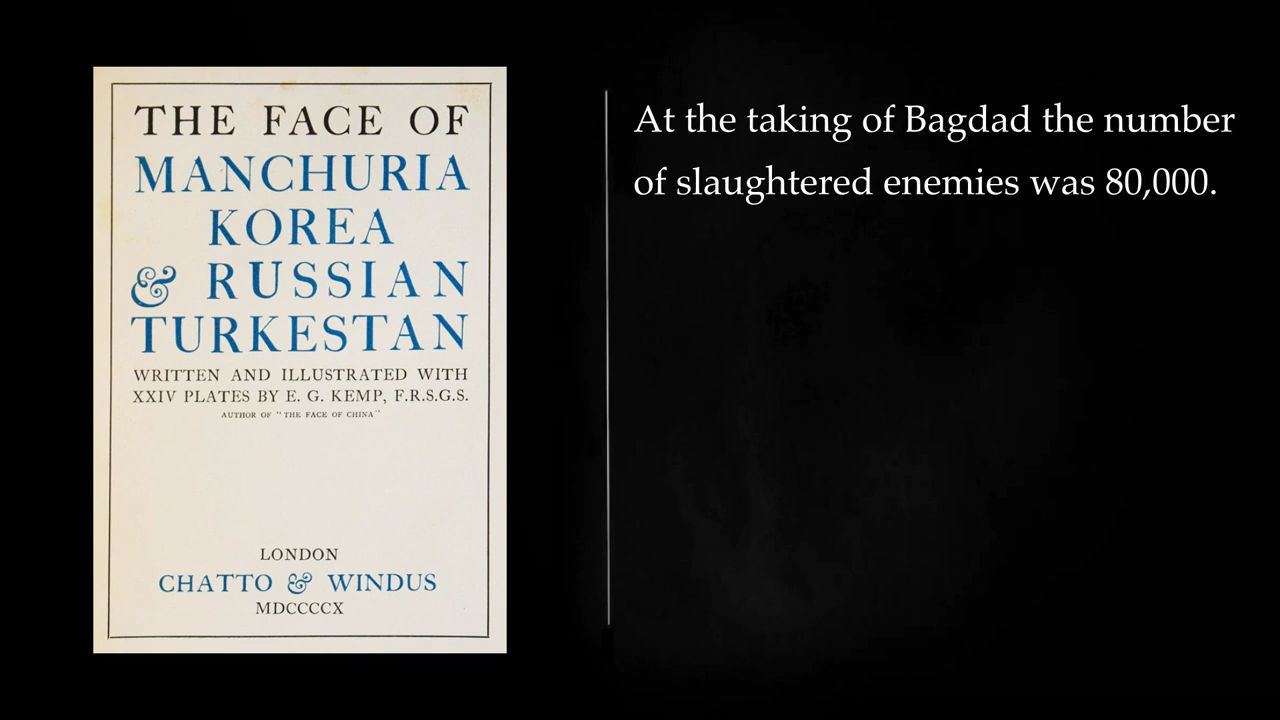 THE FACE OF
MANCHURIA
KOREA
& RUSSIAN
TURKESTAN
WRITTEN AND ILLUSTRATED WITH
XXIV PLATES BY E. G. KEMP, F.R.S.G.S.
AUTHOR OF "THE FACE OF CHINA"
LONDON
CHATTO & WINDUS
MDCCCCX
At the taking of Bagdad the number
of slaughtered enemies was 80,000.